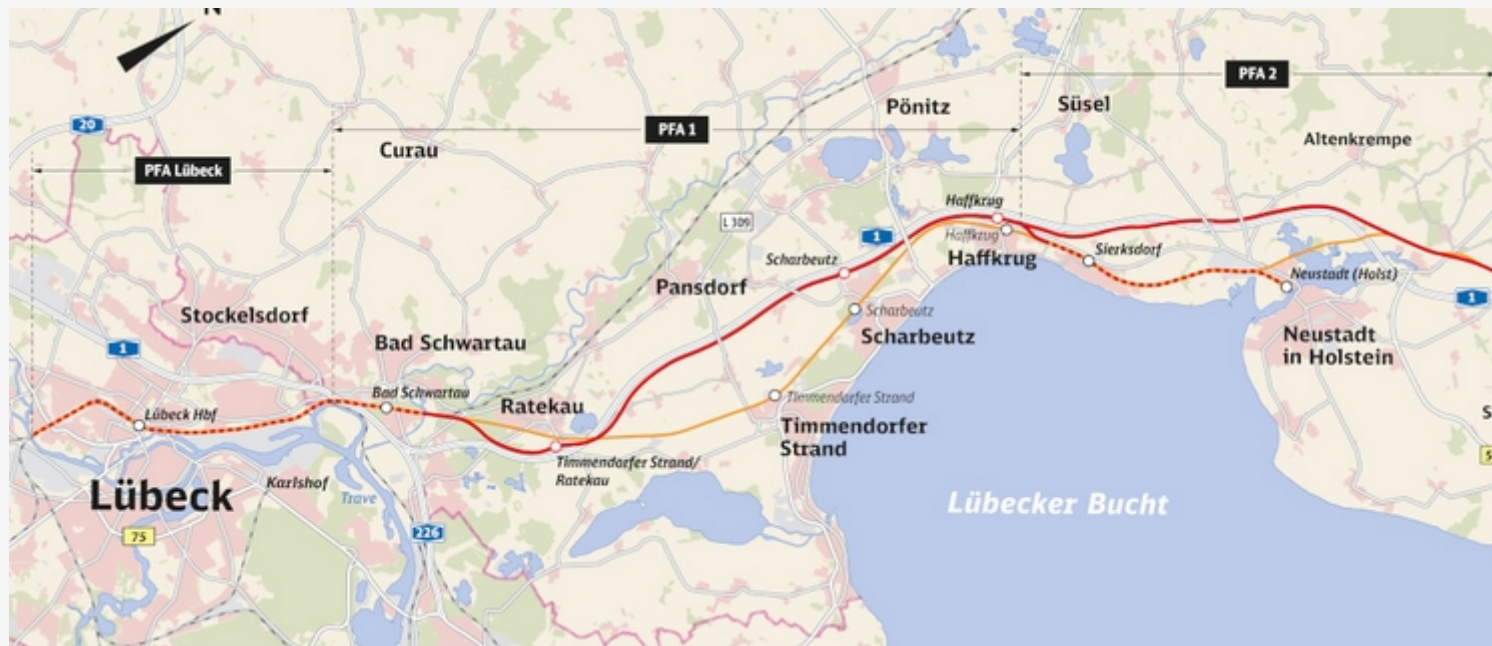 N
PFA 2
20
Pönitz
Süsel
PFA 1
Altenkrempe
Curau
PFA Lübeck
Haffkrug
L 309
1
Haffkrug
Sierksdorf
Haffkrug
Scharbeutz
Neustadt (Holst)
Pansdorf
1
Scharbeutz
Stockelsdorf
Scharbeutz
Neustadt
in Holstein
1
Bad Schwartau
Bad Schwartau
Timmendorfer Strand
Ratekau
Lübeck Hbf
Timmendorfer
Strand
S
5
Timmendorfer Strand/
Ratekau
Karlshof
Lübeck
Trave
Lübecker Bucht
75
226